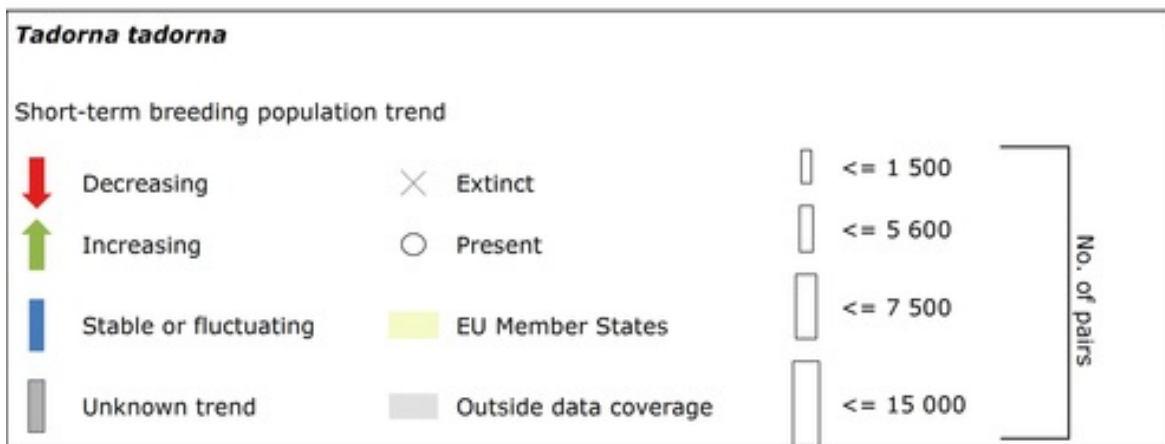 Tadorna tadorna
Short-term breeding population trend
Decreasing
Increasing
Stable or fluctuating
Unknown trend
Extinct
Present
EU Member States
Outside data coverage
<= 1 500
<= 5 600
<= 7 500
<= 15 000
No. of pairs